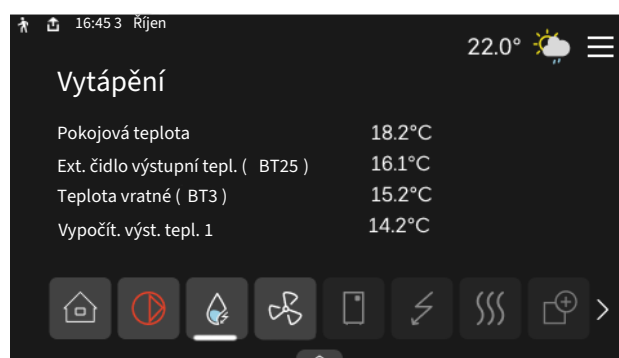 16:45 3 Říjen
22.0°
Vytápění
Pokojová teplota 18.2°C
Ext. čidlo výstupní tepl. ( BT25 ) 16.1°C
Teplota vratné ( BT3 ) 15.2°C
Vypočít. výst. tepl. 1 14.2°C